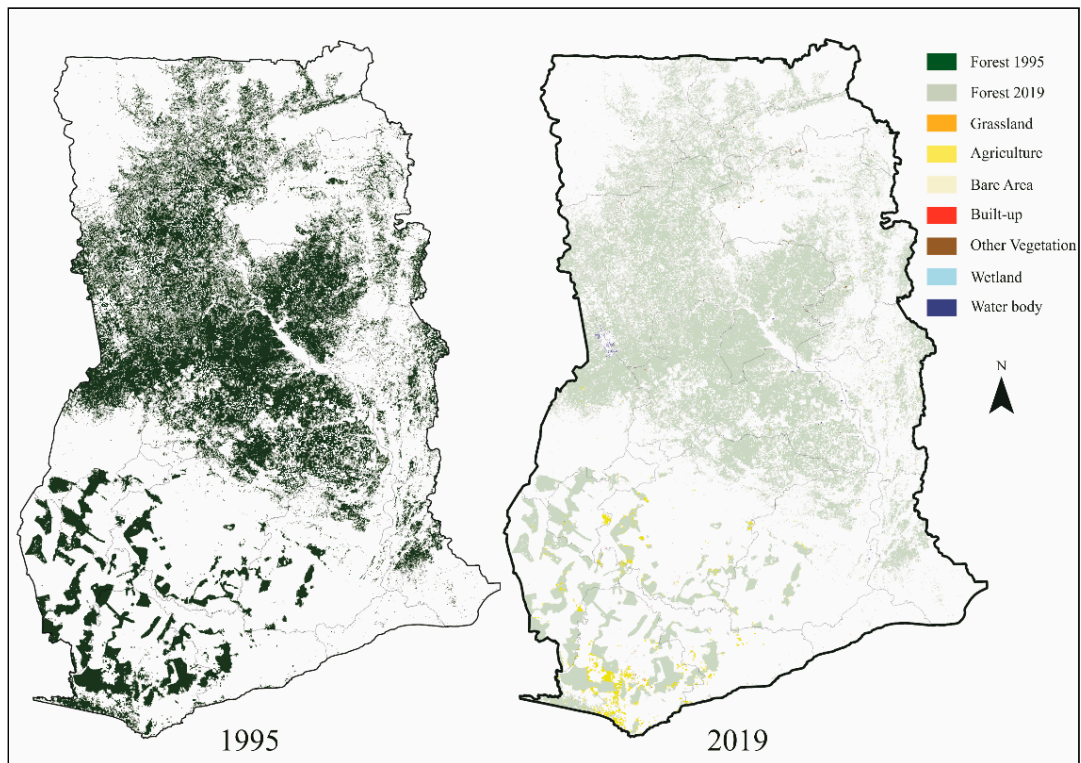 Forest 1995
Forest 2019
Grassland
Agriculture
Bare Area
Built-up
Other Vegetation
Wetland
Water body
N
1995
2019